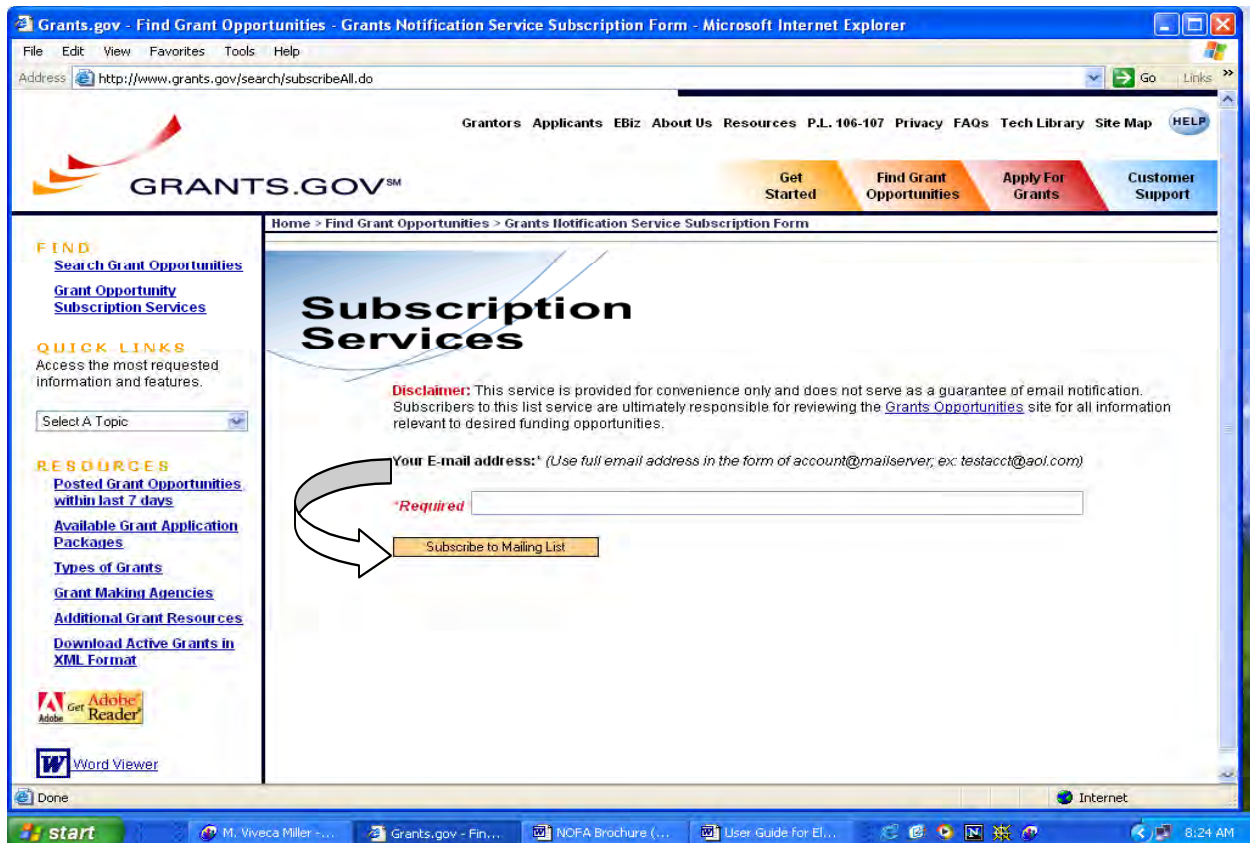 Grants.gov - Find Grant Opportunities - Grants Notification Service Subscription Form - Microsoft Internet Explorer
File Edit View Favorites Tools Help
Address http://www.grants.gov/search/subscribeAll.do Go Links »
Grantors Applicants EBiz About Us Resources P.L. 106-107 Privacy FAQs Tech Library Site Map HELP
GRANTS.GOV℠
Get Started
Find Grant Opportunities
Apply For Grants
Customer Support
Home > Find Grant Opportunities > Grants Notification Service Subscription Form
FIND
Search Grant Opportunities
Grant Opportunity
Subscription Services
QUICK LINKS
Access the most requested
information and features.
Select A Topic
RESOURCES
Posted Grant Opportunities
within last 7 days
Available Grant Application
Packages
Types of Grants
Grant Making Agencies
Additional Grant Resources
Download Active Grants in
XML Format
Adobe Get Adobe® Reader®
W Word Viewer
Subscription
Services
Disclaimer: This service is provided for convenience only and does not serve as a guarantee of email notification.
Subscribers to this list service are ultimately responsible for reviewing the Grants Opportunities site for all information
relevant to desired funding opportunities.
Your E-mail address:* (Use full email address in the form of account@mailserver; ex: testacct@aol.com)
*Required
Subscribe to Mailing List
Done Internet
start M. Viveca Miller -... Grants.gov - Fin... NOFA Brochure (... User Guide for El... N 8:24 AM